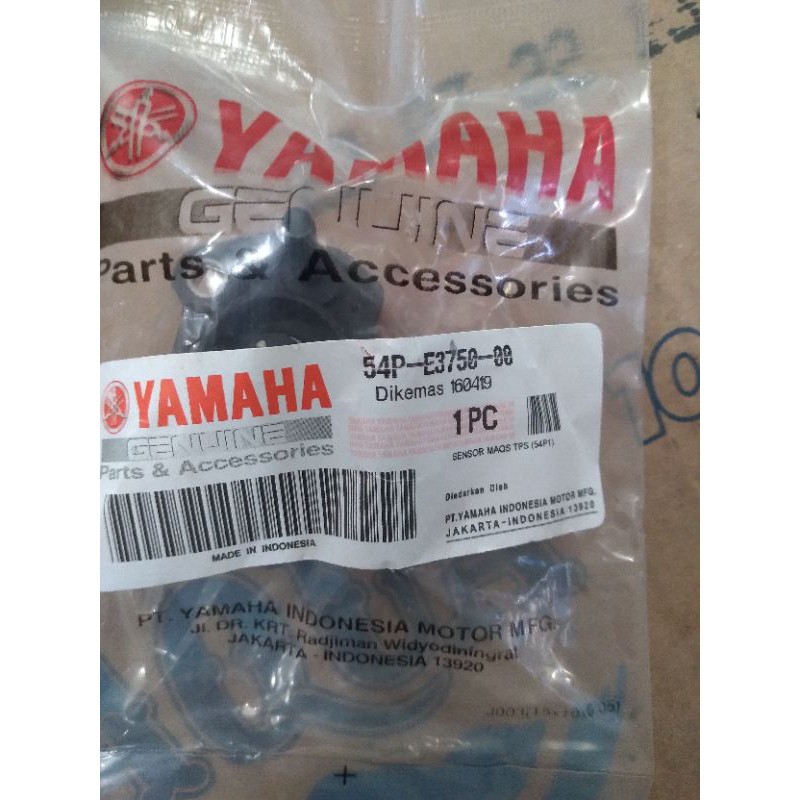 YAMAHA
GENUINE
Parts & Accessories
54P-E3750-00
Dikemas 160419
YAMAHA
GENUINE
Parts & Accessories
1 PC
SENSOR MAQS TPS (54P1)
Diedarkan Oleh
PT.YAMAHA INDONESIA MOTOR MFG.
JAKARTA-INDONESIA 13920
MADE IN INDONESIA
PT. YAMAHA INDONESIA MOTOR MFG.
Jl. DR. KRT. Radjiman Widyodiningrat
JAKARTA - INDONESIA 13920